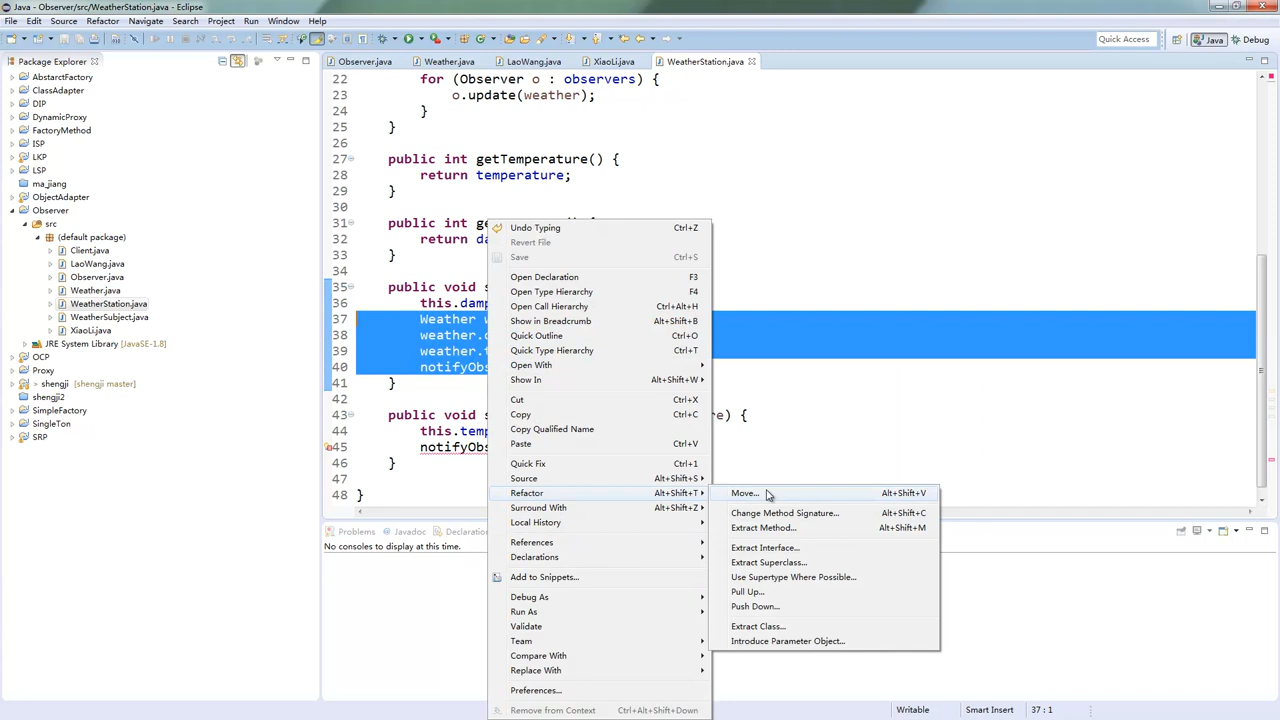 Java - Observer/src/WeatherStation.java - Eclipse
File Edit Source Refactor Navigate Search Project Run Window Help
Quick Access Java Debug
Package Explorer
AbstarctFactory
ClassAdapter
DIP
DynamicProxy
FactoryMethod
ISP
LKP
LSP
ma_jiang
ObjectAdapter
Observer
src
(default package)
Client.java
LaoWang.java
Observer.java
Weather.java
WeatherStation.java
WeatherSubject.java
XiaoLi.java
JRE System Library [JavaSE-1.8]
OCP
Proxy
> shengji [shengji master]
shengji2
SimpleFactory
SingleTon
SRP
Observer.java Weather.java LaoWang.java XiaoLi.java WeatherStation.java
22 for (Observer o : observers) {
23 o.update(weather);
24 }
25 }
26
27 public int getTemperature() {
28 return temperature;
29 }
30
31 public int
32 return
33 }
34
35 public void
36 this.damp
37 Weather
38 weather.
39 weather.
40 notifyObs
41 }
42
43 public void re) {
44 this.temp
45 notifyObs
46 }
47
48 }
Undo Typing Ctrl+Z
Revert File
Save Ctrl+S
Open Declaration F3
Open Type Hierarchy F4
Open Call Hierarchy Ctrl+Alt+H
Show in Breadcrumb Alt+Shift+B
Quick Outline Ctrl+O
Quick Type Hierarchy Ctrl+T
Open With
Show In Alt+Shift+W
Cut Ctrl+X
Copy Ctrl+C
Copy Qualified Name
Paste Ctrl+V
Quick Fix Ctrl+1
Source Alt+Shift+S
Refactor Alt+Shift+T
Surround With Alt+Shift+Z
Local History
References
Declarations
Add to Snippets...
Debug As
Run As
Validate
Team
Compare With
Replace With
Preferences...
Remove from Context Ctrl+Alt+Shift+Down
Move... Alt+Shift+V
Change Method Signature... Alt+Shift+C
Extract Method... Alt+Shift+M
Extract Interface...
Extract Superclass...
Use Supertype Where Possible...
Pull Up...
Push Down...
Extract Class...
Introduce Parameter Object...
Problems Javadoc Declaration
No consoles to display at this time.
Writable Smart Insert 37 : 1